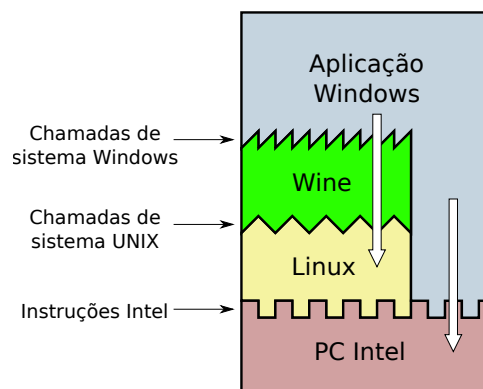 Aplicação
Windows
Chamadas de
sistema Windows
Wine
Chamadas de
sistema UNIX
Linux
Instruções Intel
PC Intel